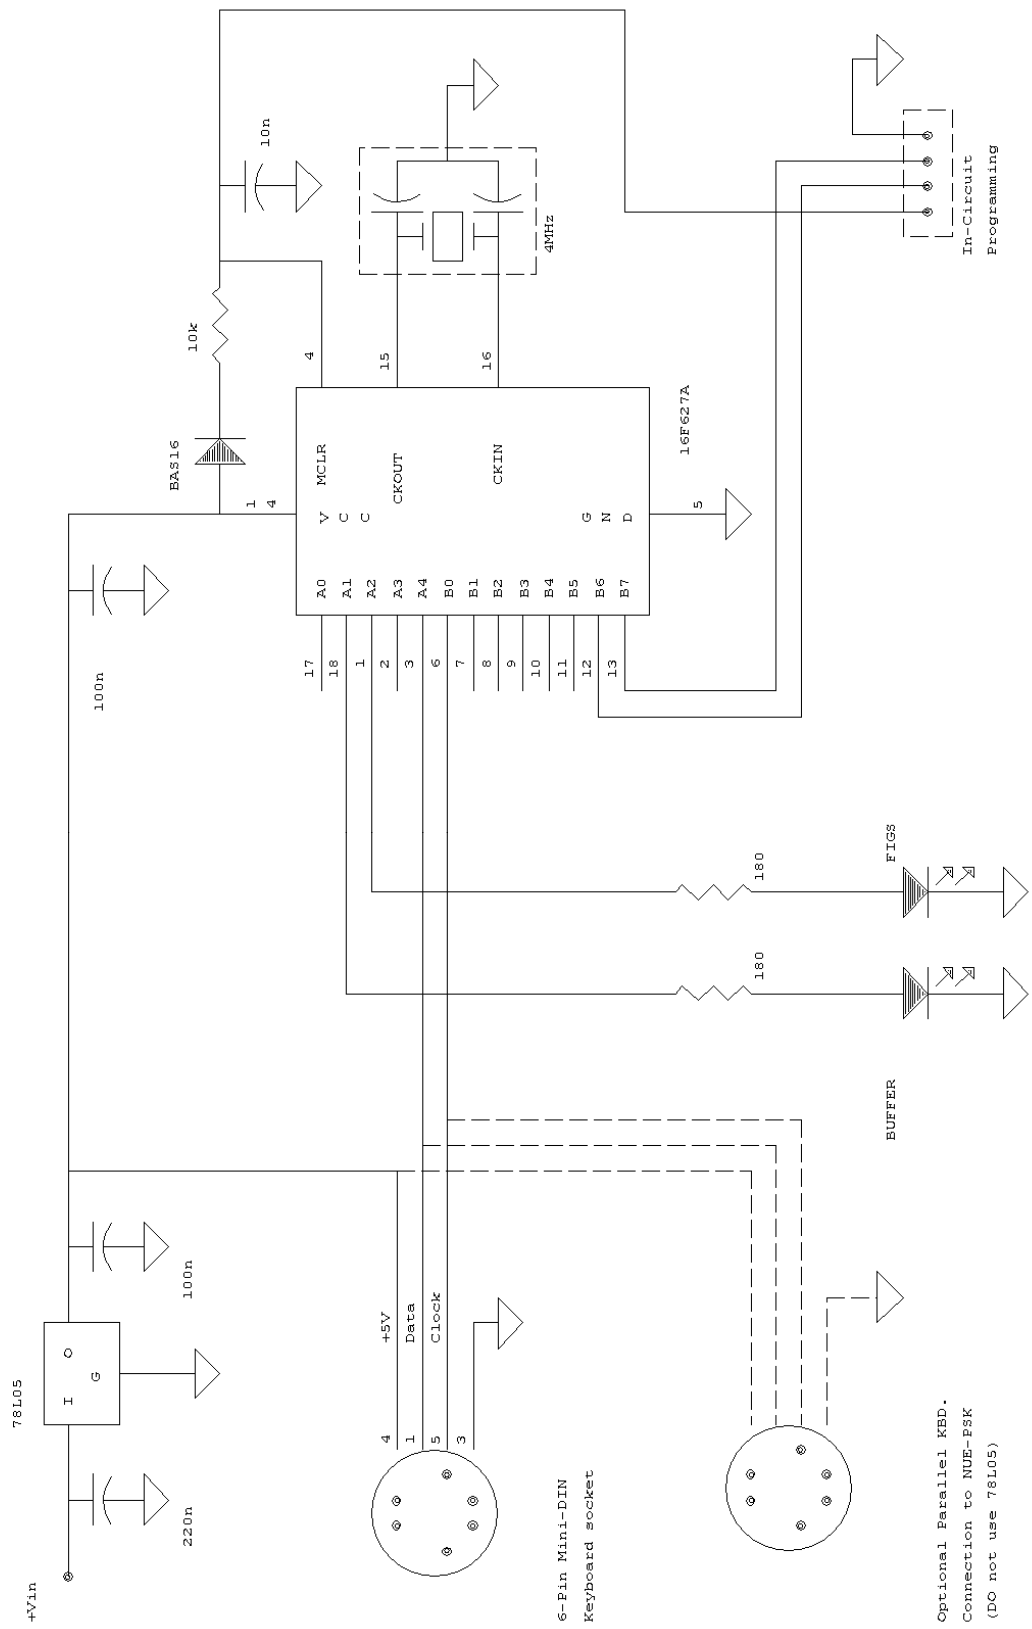 +Vin
220n
78L05
I
O
G
100n
100n
BAS16
10k
10n
1 4
4
15
16
4MHz
MCLR
CKOUT
CKIN
VCC
GND
5
16F627A
A0
A1
A2
A3
A4
B0
B1
B2
B3
B4
B5
B6
B7
17
18
1
2
3
6
7
8
9
10
11
12
13
+5V
Data
Clock
4
1
5
3
6-Pin Mini-DIN
Keyboard socket
180
FIGS
180
BUFFER
In-Circuit
Programming
Optional Parallel KBD.
Connection to NUE-PSK
(DO not use 78L05)